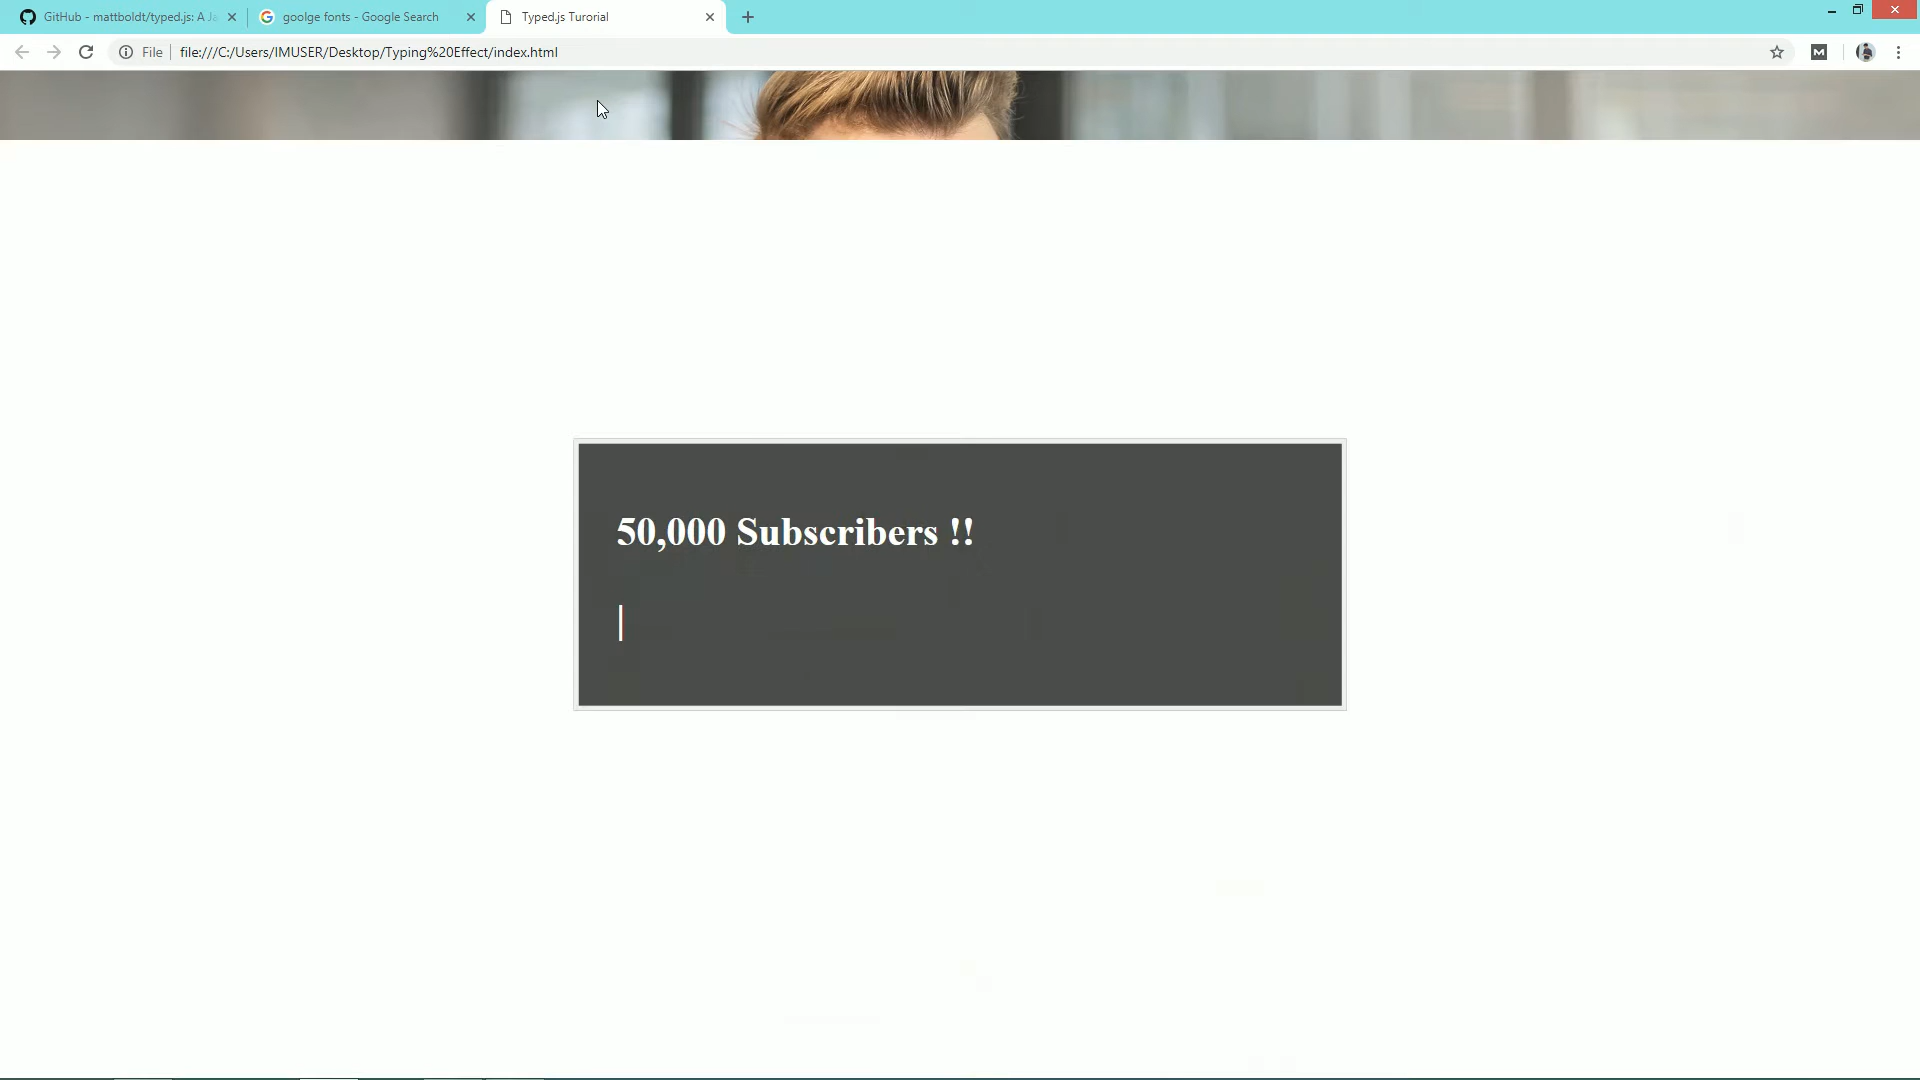 GitHub - mattboldt/typed.js: A Ja
goolge fonts - Google Search
Typed.js Turorial
File
file:///C:/Users/IMUSER/Desktop/Typing%20Effect/index.html
M
50,000 Subscribers !!